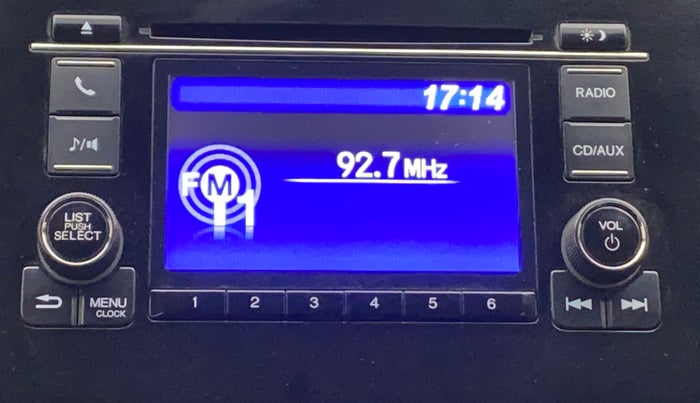 17:14
RADIO
92.7 MHz
CD/AUX
FM
1
LIST
PUSH
SELECT
VOL
MENU
CLOCK
1 2 3 4 5 6